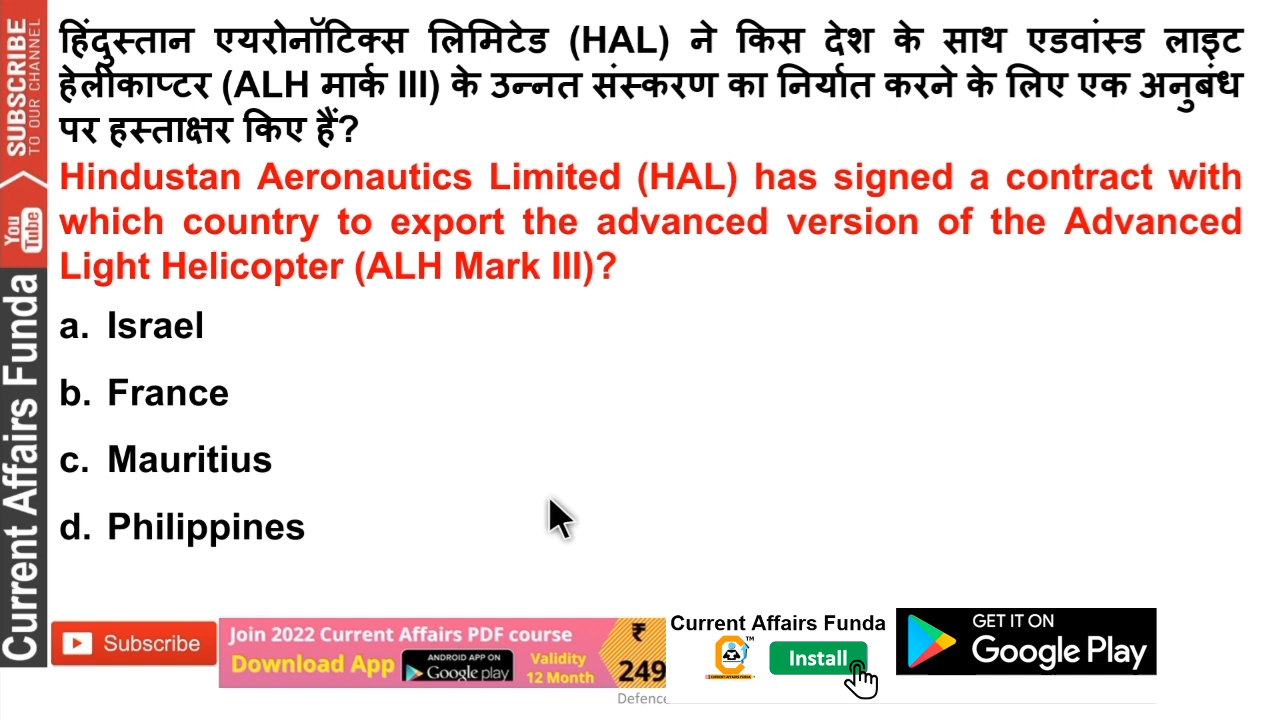 हिंदुस्तान एयरोनॉटिक्स लिमिटेड (HAL) ने किस देश के साथ एडवांस्ड लाइट
हेलीकाप्टर (ALH मार्क III) के उन्नत संस्करण का निर्यात करने के लिए एक अनुबंध
पर हस्ताक्षर किए हैं?
Hindustan Aeronautics Limited (HAL) has signed a contract with
which country to export the advanced version of the Advanced
Light Helicopter (ALH Mark III)?
a. Israel
b. France
c. Mauritius
d. Philippines
SUBSCRIBE
TO OUR CHANNEL
You
Tube
Current Affairs Funda
Subscribe
Join 2022 Current Affairs PDF course
Download App
ANDROID APP ON
Google play
Validity
12 Month
₹
249
Current Affairs Funda
TM
Install
GET IT ON
Google Play
Defence